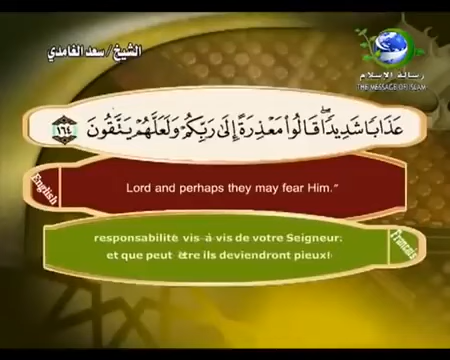 الشيخ/سعد الغامدي
رسالة الإسلام
THE MESSAGE OF ISLAM
عَذَابًا شَدِيدًاۖ قَالُوا۟ مَعْذِرَةً إِلَىٰ رَبِّكُمْ وَلَعَلَّهُمْ يَتَّقُونَ ١٦٤
English
Lord and perhaps they may fear Him."
Francais
responsabilité vis-à-vis de votre Seigneur;
et que peut être ils deviendront pieux!